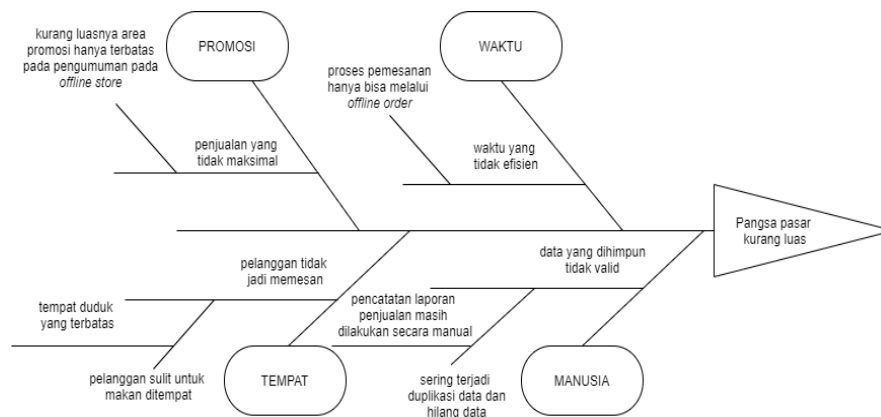 kurang luasnya area
promosi hanya terbatas
pada pengumuman pada
offline store
PROMOSI
WAKTU
proses pemesanan
hanya bisa melalui
offline order
penjualan yang
tidak maksimal
waktu yang
tidak efisien
Pangsa pasar
kurang luas
pelanggan tidak
jadi memesan
data yang dihimpun
tidak valid
tempat duduk
yang terbatas
pencatatan laporan
penjualan masih
dilakukan secara manual
pelanggan sulit untuk
makan ditempat
TEMPAT
sering terjadi
duplikasi data dan
hilang data
MANUSIA